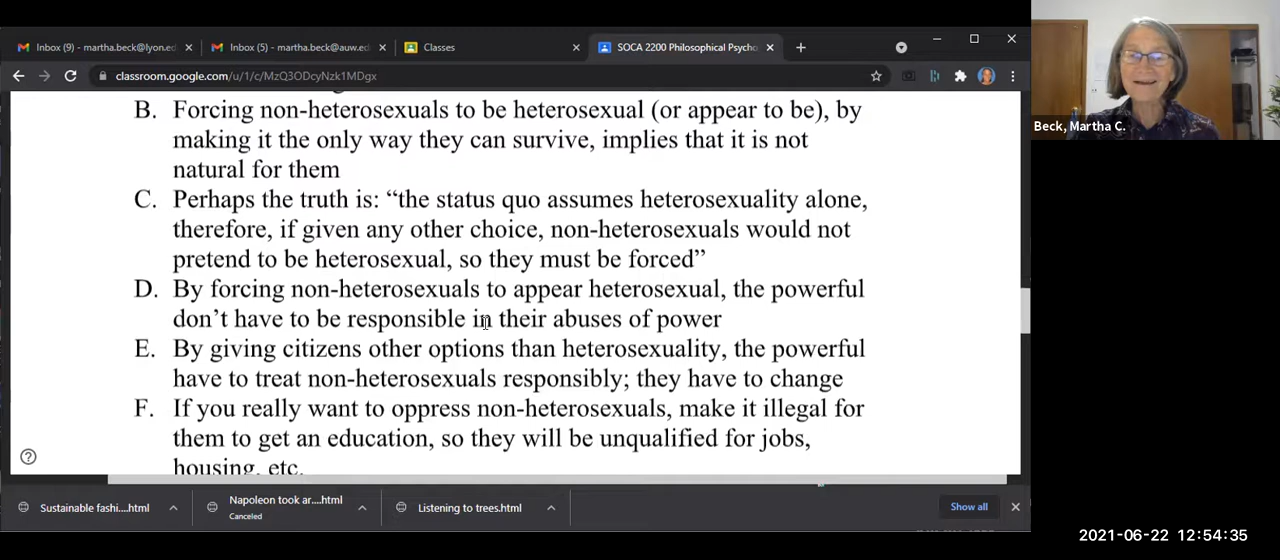 Inbox (9) - martha.beck@lyon.ed
Inbox (5) - martha.beck@auw.ed
Classes
SOCA 2200 Philosophical Psycho
classroom.google.com/u/1/c/MzQ3ODcyNzk1MDgx
B. Forcing non-heterosexuals to be heterosexual (or appear to be), by
making it the only way they can survive, implies that it is not
natural for them
C. Perhaps the truth is: “the status quo assumes heterosexuality alone,
therefore, if given any other choice, non-heterosexuals would not
pretend to be heterosexual, so they must be forced”
D. By forcing non-heterosexuals to appear heterosexual, the powerful
don’t have to be responsible in their abuses of power
E. By giving citizens other options than heterosexuality, the powerful
have to treat non-heterosexuals responsibly; they have to change
F. If you really want to oppress non-heterosexuals, make it illegal for
them to get an education, so they will be unqualified for jobs,
housing, etc.
Beck, Martha C.
Sustainable fashi....html
Napoleon took ar....html
Canceled
Listening to trees.html
Show all
2021-06-22 12:54:35